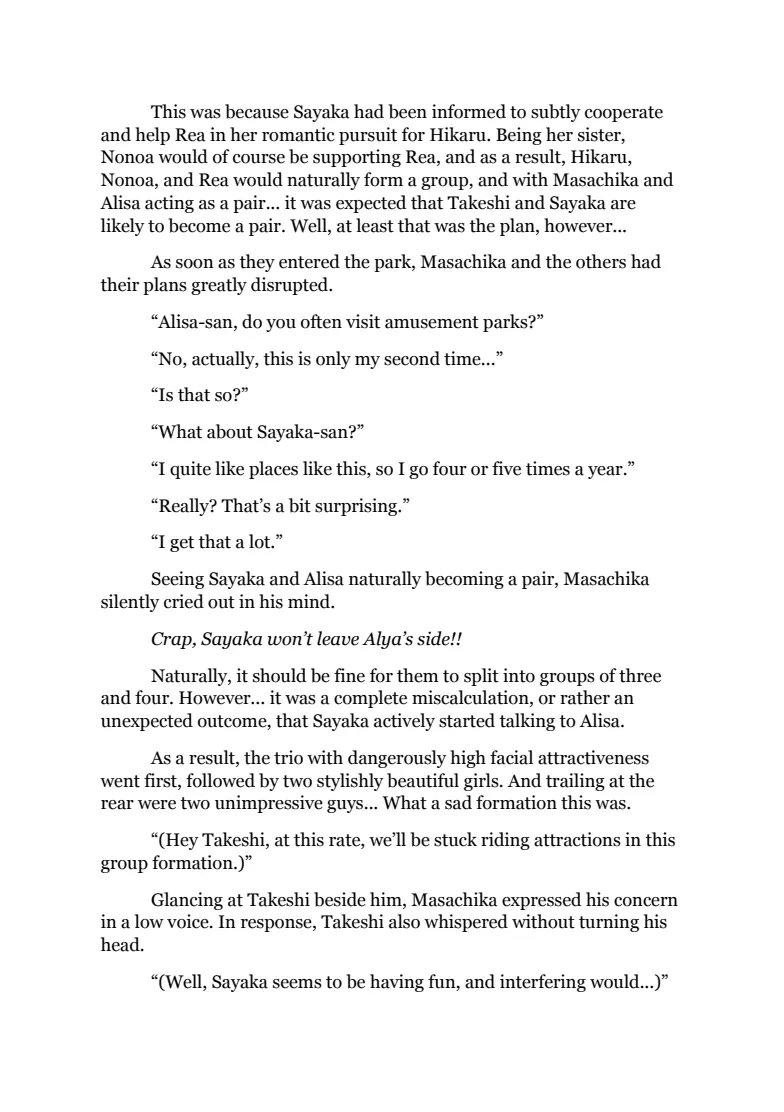 This was because Sayaka had been informed to subtly cooperate
and help Rea in her romantic pursuit for Hikaru. Being her sister,
Nonoa would of course be supporting Rea, and as a result, Hikaru,
Nonoa, and Rea would naturally form a group, and with Masachika and
Alisa acting as a pair... it was expected that Takeshi and Sayaka are
likely to become a pair. Well, at least that was the plan, however...
As soon as they entered the park, Masachika and the others had
their plans greatly disrupted.
“Alisa-san, do you often visit amusement parks?”
“No, actually, this is only my second time...”
“Is that so?”
“What about Sayaka-san?”
“I quite like places like this, so I go four or five times a year.”
“Really? That’s a bit surprising.”
“I get that a lot.”
Seeing Sayaka and Alisa naturally becoming a pair, Masachika
silently cried out in his mind.
Crap, Sayaka won’t leave Alya’s side!!
Naturally, it should be fine for them to split into groups of three
and four. However... it was a complete miscalculation, or rather an
unexpected outcome, that Sayaka actively started talking to Alisa.
As a result, the trio with dangerously high facial attractiveness
went first, followed by two stylishly beautiful girls. And trailing at the
rear were two unimpressive guys... What a sad formation this was.
“(Hey Takeshi, at this rate, we’ll be stuck riding attractions in this
group formation.)”
Glancing at Takeshi beside him, Masachika expressed his concern
in a low voice. In response, Takeshi also whispered without turning his
head.
“(Well, Sayaka seems to be having fun, and interfering would...)”